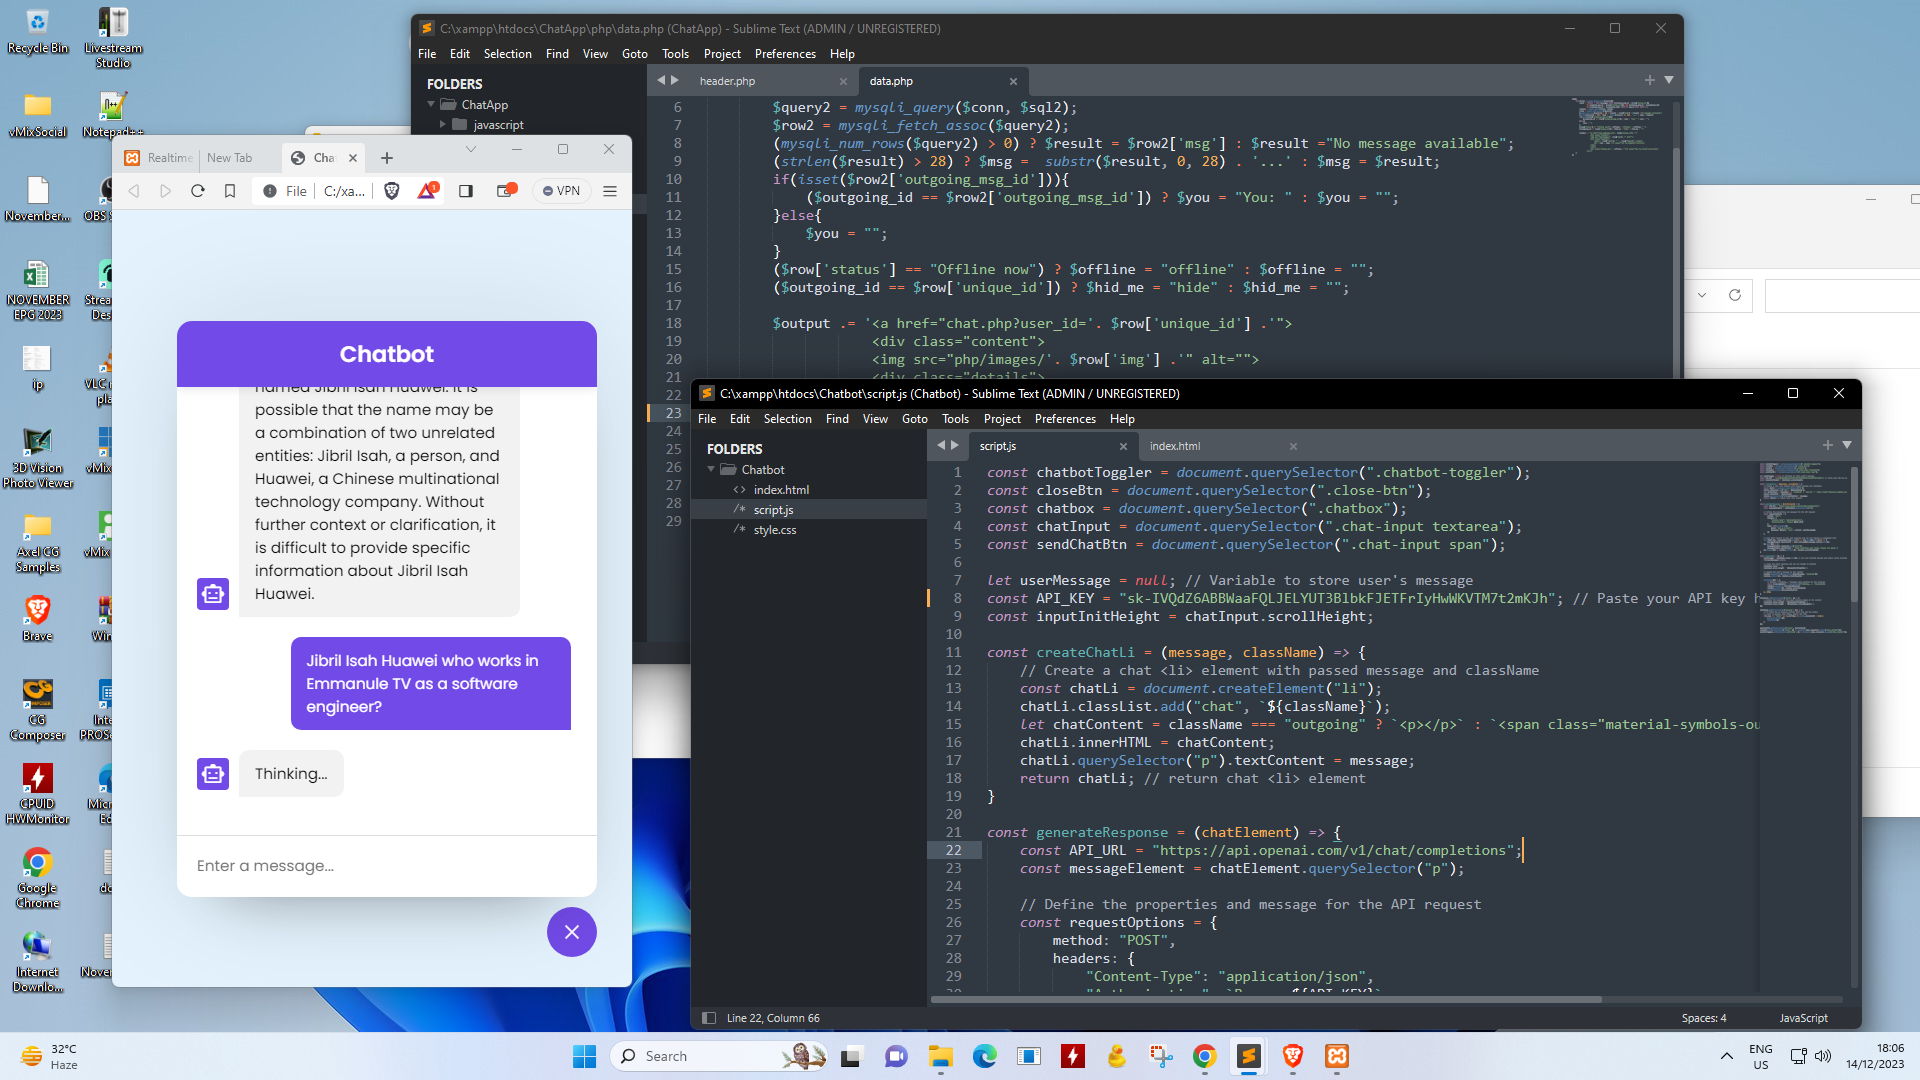 Recycle Bin
Livestream Studio
vMixSocial
Notepad++
November...
OBS S
NOVEMBER EPG 2023
Strea
Des
ip
VLC
pla
3D Vision Photo Viewer
vMix
Axel CG Samples
vMix
Brave
Win
CG Composer
Inte
PROSe
CPUID HWMonitor
Micr
Ed
Google Chrome
do
Internet Downlo...
Nover
C:\xampp\htdocs\ChatApp\php\data.php (ChatApp) - Sublime Text (ADMIN / UNREGISTERED)
File Edit Selection Find View Goto Tools Project Preferences Help
FOLDERS
ChatApp
javascript
header.php
data.php
6 $query2 = mysqli_query($conn, $sql2);
7 $row2 = mysqli_fetch_assoc($query2);
8 (mysqli_num_rows($query2) > 0) ? $result = $row2['msg'] : $result ="No message available";
9 (strlen($result) > 28) ? $msg =  substr($result, 0, 28) . '...' : $msg = $result;
10 if(isset($row2['outgoing_msg_id'])){
11 ($outgoing_id == $row2['outgoing_msg_id']) ? $you = "You: " : $you = "";
12 }else{
13 $you = "";
14 }
15 ($row['status'] == "Offline now") ? $offline = "offline" : $offline = "";
16 ($outgoing_id == $row['unique_id']) ? $hid_me = "hide" : $hid_me = "";
17
18 $output .= '<a href="chat.php?user_id='. $row['unique_id'] .'">
19 <div class="content">
20 <img src="php/images/'. $row['img'] .'" alt="">
21 <div class="details">
22
23
24
25
26
27
28
29
Realtime
New Tab
Cha
File
C:/xa...
VPN
Chatbot
named Jibril Isah Huawei. It is
possible that the name may be
a combination of two unrelated
entities: Jibril Isah, a person, and
Huawei, a Chinese multinational
technology company. Without
further context or clarification, it
is difficult to provide specific
information about Jibril Isah
Huawei.
Jibril Isah Huawei who works in
Emmanule TV as a software
engineer?
Thinking...
Enter a message...
C:\xampp\htdocs\Chatbot\script.js (Chatbot) - Sublime Text (ADMIN / UNREGISTERED)
File Edit Selection Find View Goto Tools Project Preferences Help
FOLDERS
Chatbot
<> index.html
/* script.js
/* style.css
script.js
index.html
1 const chatbotToggler = document.querySelector(".chatbot-toggler");
2 const closeBtn = document.querySelector(".close-btn");
3 const chatbox = document.querySelector(".chatbox");
4 const chatInput = document.querySelector(".chat-input textarea");
5 const sendChatBtn = document.querySelector(".chat-input span");
6
7 let userMessage = null; // Variable to store user's message
8 const API_KEY = "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"; // Paste your API key h
9 const inputInitHeight = chatInput.scrollHeight;
10
11 const createChatLi = (message, className) => {
12 // Create a chat <li> element with passed message and className
13 const chatLi = document.createElement("li");
14 chatLi.classList.add("chat", `${className}`);
15 let chatContent = className === "outgoing" ? `<p></p>` : `<span class="material-symbols-ou
16 chatLi.innerHTML = chatContent;
17 chatLi.querySelector("p").textContent = message;
18 return chatLi; // return chat <li> element
19 }
20
21 const generateResponse = (chatElement) => {
22 const API_URL = "https://api.openai.com/v1/chat/completions";
23 const messageElement = chatElement.querySelector("p");
24
25 // Define the properties and message for the API request
26 const requestOptions = {
27 method: "POST",
28 headers: {
29 "Content-Type": "application/json",
Line 22, Column 66
Spaces: 4
JavaScript
32°C
Haze
Search
ENG
US
18:06
14/12/2023